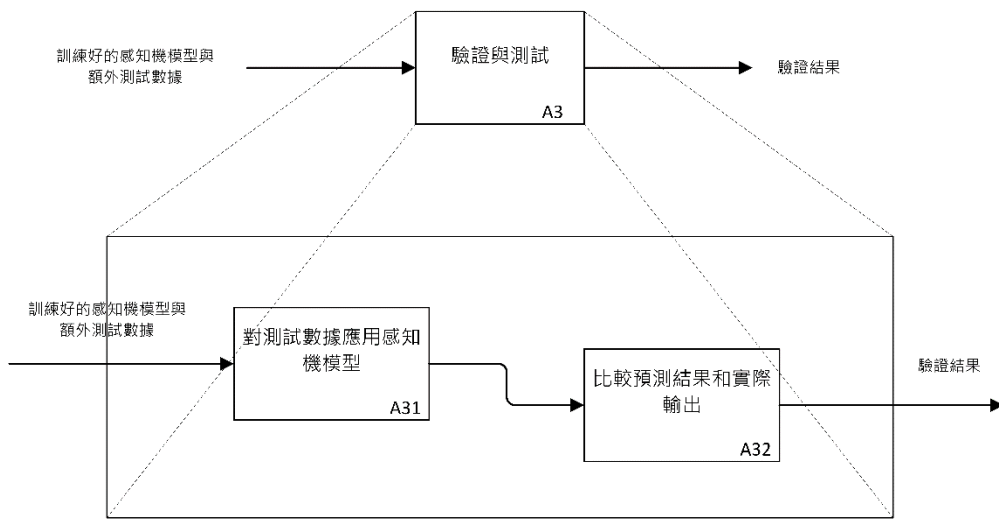 訓練好的感知機模型與
額外測試數據
驗證與測試
A3
驗證結果
訓練好的感知機模型與
額外測試數據
對測試數據應用感知
機模型
A31
比較預測結果和實際
輸出
A32
驗證結果